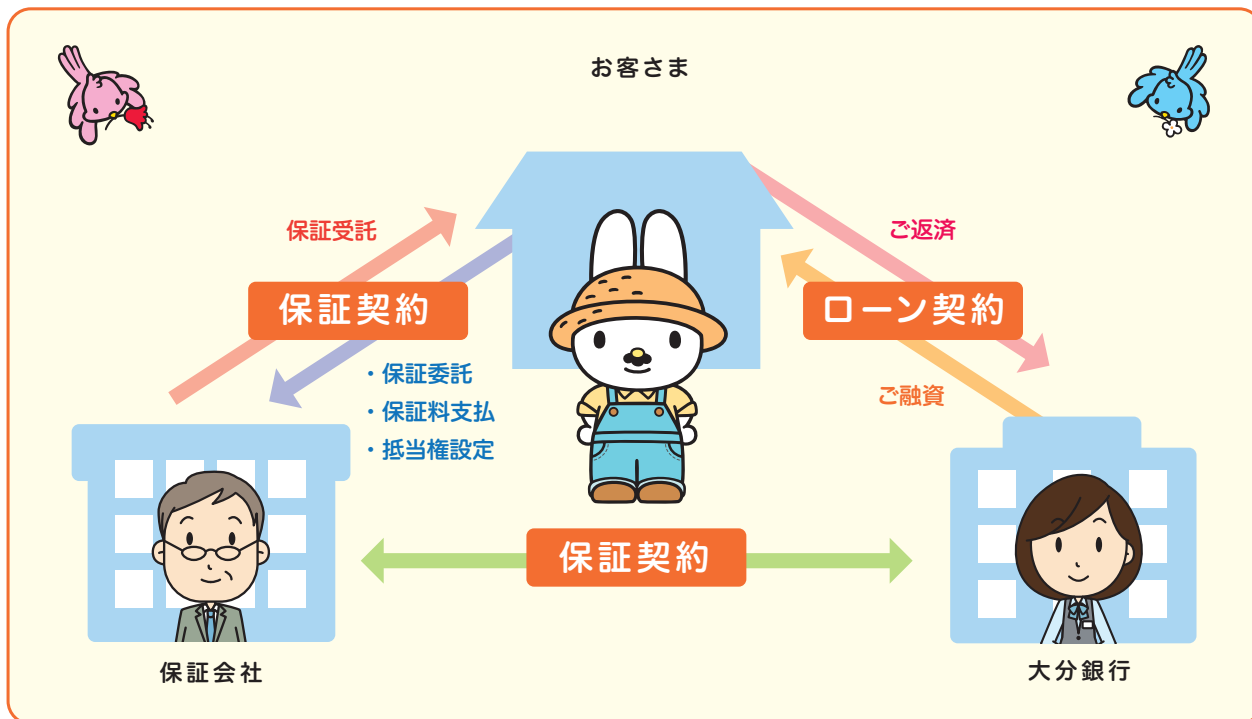 お客さま
保証受託
ご返済
保証契約
ローン契約
・保証委託
・保証料支払
・抵当権設定
ご融資
保証契約
保証会社
大分銀行